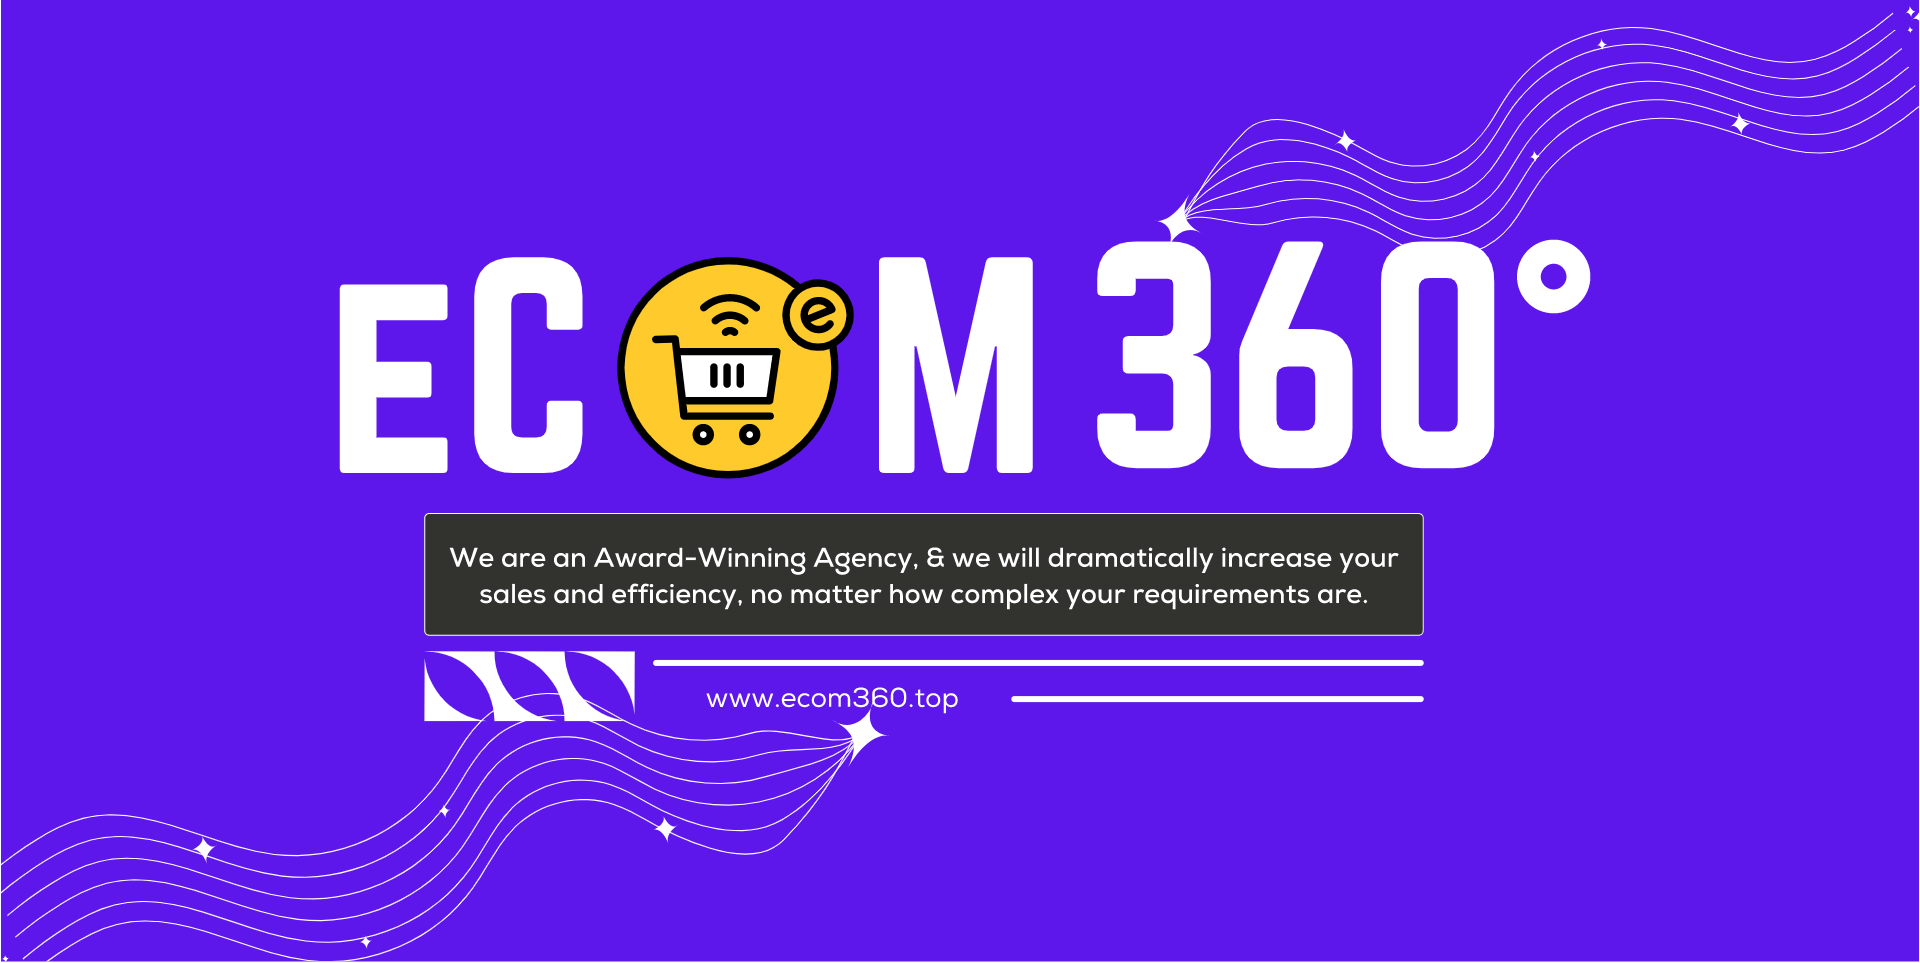 ECOM 360°
e
We are an Award-Winning Agency, & we will dramatically increase your
sales and efficiency, no matter how complex your requirements are.
www.ecom360.top